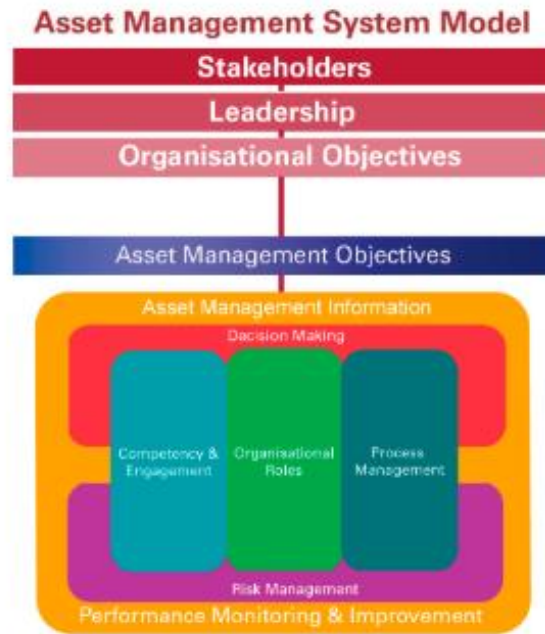 Asset Management System Model
Stakeholders
Leadership
Organisational Objectives
Asset Management Objectives
Asset Management Information
Decision Making
Competency &
Engagement
Organisational
Roles
Process
Management
Risk Management
Performance Monitoring & Improvement